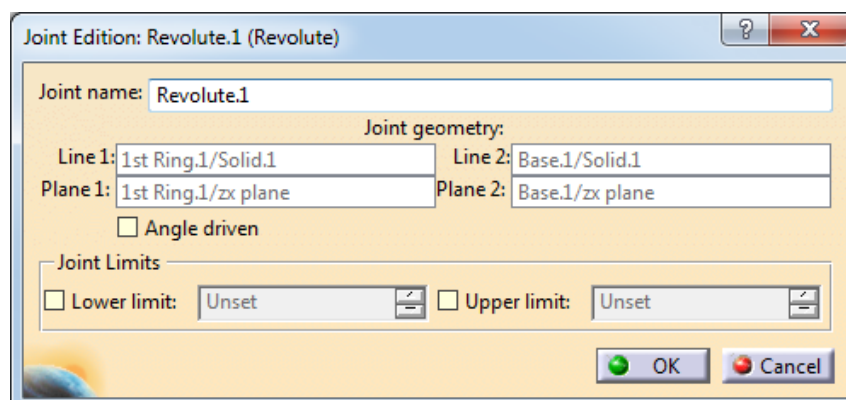 Joint Edition: Revolute.1 (Revolute)
Joint name: Revolute.1
Joint geometry:
Line 1: 1st Ring.1/Solid.1 Line 2: Base.1/Solid.1
Plane 1: 1st Ring.1/zx plane Plane 2: Base.1/zx plane
Angle driven
Joint Limits
Lower limit: Unset Upper limit: Unset
OK Cancel